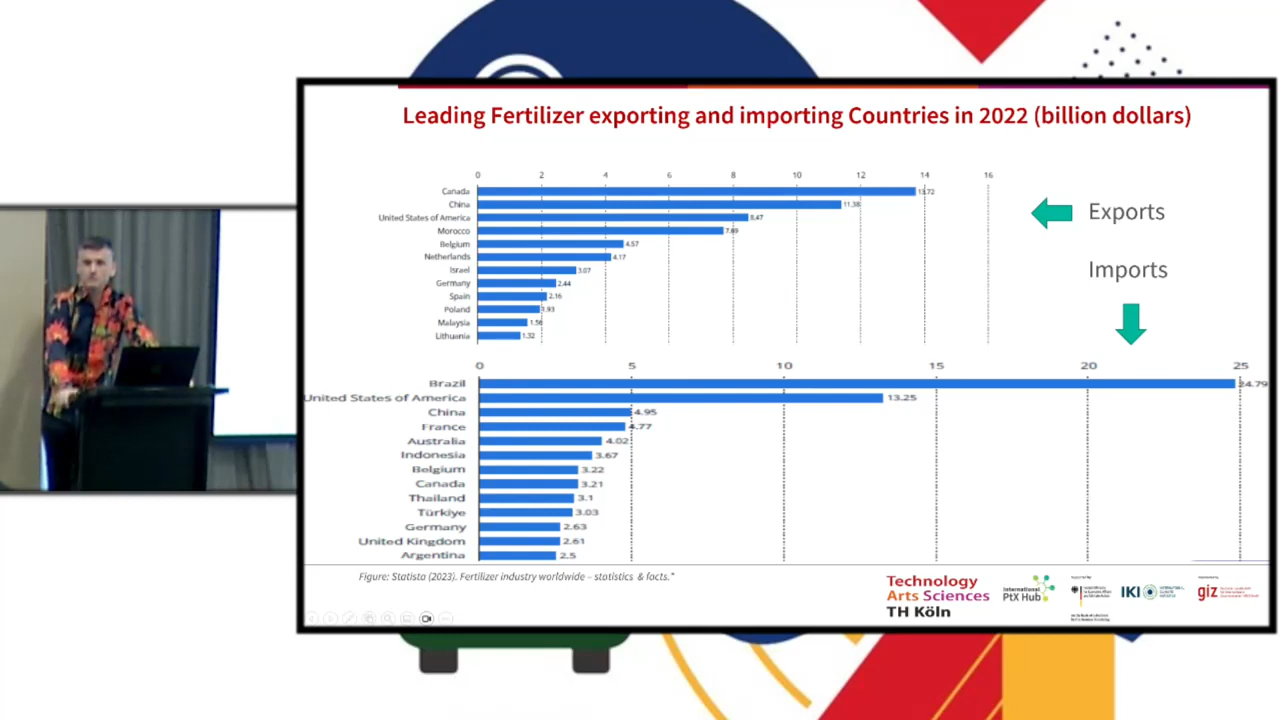 Leading Fertilizer exporting and importing Countries in 2022 (billion dollars)
0 2 4 6 8 10 12 14 16
Canada 13.72
China 11.38
United States of America 8.47
Morocco 7.69
Belgium 4.57
Netherlands 4.17
Israel 3.07
Germany 2.44
Spain 2.16
Poland 1.93
Malaysia 1.56
Lithuania 1.32
Exports
Imports
0 5 10 15 20 25
Brazil 24.79
United States of America 13.25
China 4.95
France 4.77
Australia 4.02
Indonesia 3.67
Belgium 3.22
Canada 3.21
Thailand 3.1
Türkiye 3.03
Germany 2.63
United Kingdom 2.61
Argentina 2.5
Figure: Statista (2023). Fertilizer industry worldwide – statistics & facts.*
Technology
Arts Sciences
TH Köln
International
PtX Hub
IKI
giz